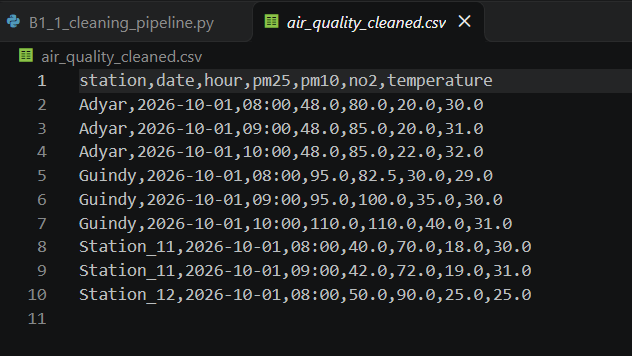 B1_1_cleaning_pipeline.py air_quality_cleaned.csv
air_quality_cleaned.csv
1 station,date,hour,pm25,pm10,no2,temperature
2 Adyar,2026-10-01,08:00,48.0,80.0,20.0,30.0
3 Adyar,2026-10-01,09:00,48.0,85.0,20.0,31.0
4 Adyar,2026-10-01,10:00,48.0,85.0,22.0,32.0
5 Guindy,2026-10-01,08:00,95.0,82.5,30.0,29.0
6 Guindy,2026-10-01,09:00,95.0,100.0,35.0,30.0
7 Guindy,2026-10-01,10:00,110.0,110.0,40.0,31.0
8 Station_11,2026-10-01,08:00,40.0,70.0,18.0,30.0
9 Station_11,2026-10-01,09:00,42.0,72.0,19.0,31.0
10 Station_12,2026-10-01,08:00,50.0,90.0,25.0,25.0
11